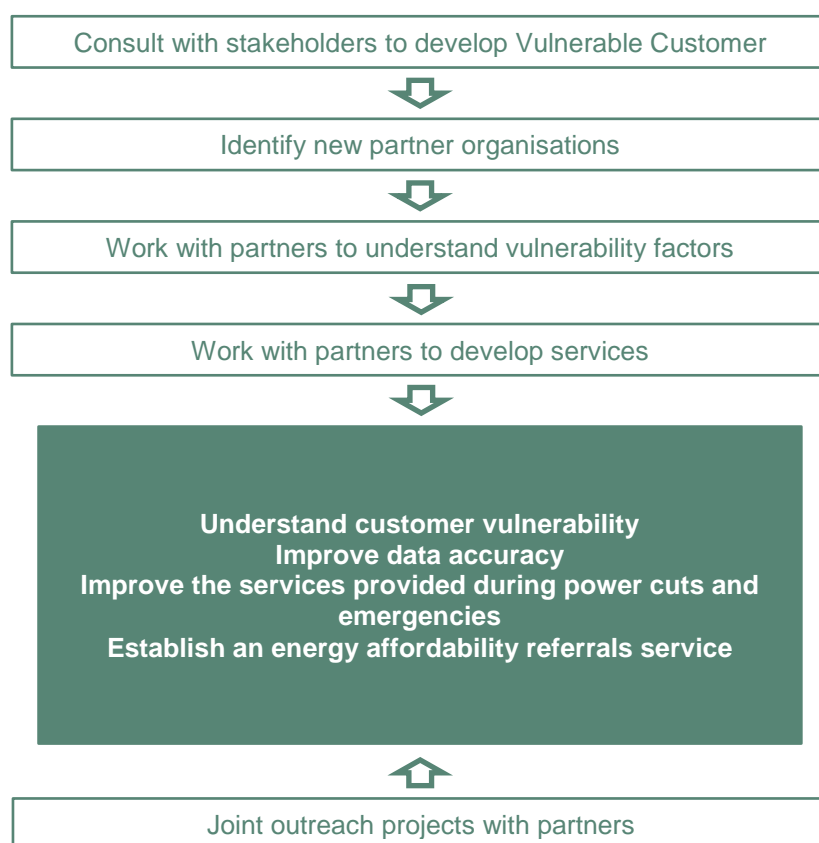 Consult with stakeholders to develop Vulnerable Customer
Identify new partner organisations
Work with partners to understand vulnerability factors
Work with partners to develop services
Understand customer vulnerability
Improve data accuracy
Improve the services provided during power cuts and
emergencies
Establish an energy affordability referrals service
Joint outreach projects with partners